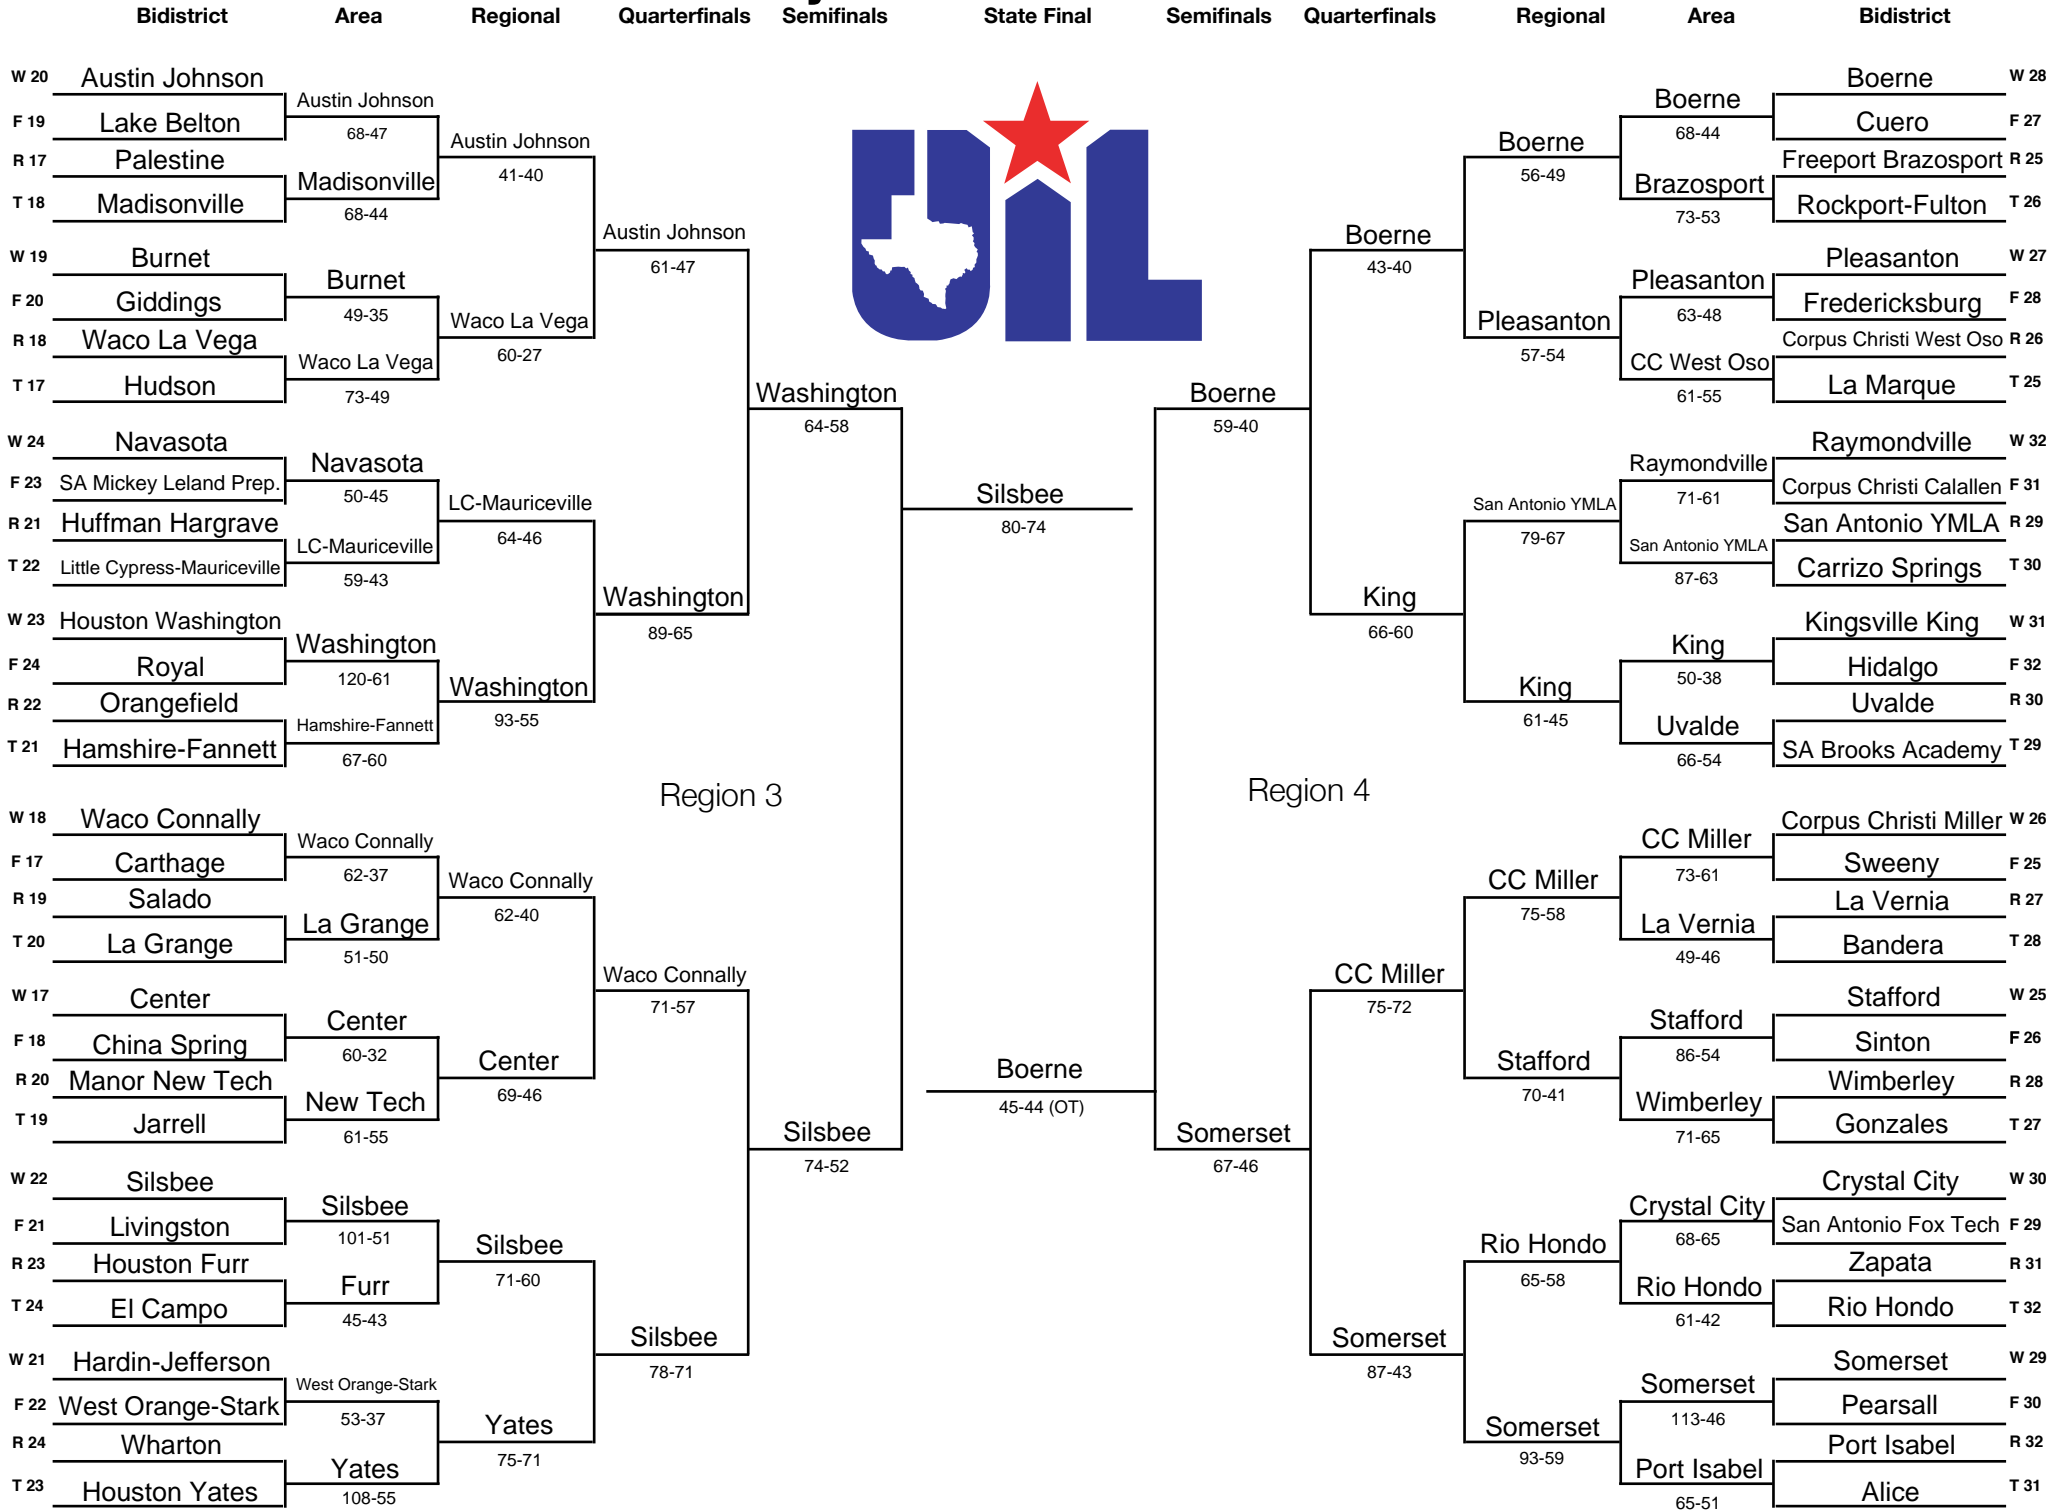 Bidistrict Area Regional Quarterfinals Semifinals State Final Semifinals Quarterfinals Regional Area Bidistrict
W 20 Austin Johnson
F 19 Lake Belton
Austin Johnson
68-47
R 17 Palestine
T 18 Madisonville
Madisonville
68-44
Austin Johnson
41-40
W 19 Burnet
F 20 Giddings
Burnet
49-35
R 18 Waco La Vega
T 17 Hudson
Waco La Vega
73-49
Waco La Vega
60-27
Austin Johnson
61-47
W 24 Navasota
F 23 SA Mickey Leland Prep.
Navasota
50-45
R 21 Huffman Hargrave
T 22 Little Cypress-Mauriceville
LC-Mauriceville
59-43
LC-Mauriceville
64-46
W 23 Houston Washington
F 24 Royal
Washington
120-61
R 22 Orangefield
T 21 Hamshire-Fannett
Hamshire-Fannett
67-60
Washington
93-55
Washington
89-65
Washington
64-58
Region 3
W 18 Waco Connally
F 17 Carthage
Waco Connally
62-37
R 19 Salado
T 20 La Grange
La Grange
51-50
Waco Connally
62-40
W 17 Center
F 18 China Spring
Center
60-32
R 20 Manor New Tech
T 19 Jarrell
New Tech
61-55
Center
69-46
Waco Connally
71-57
W 22 Silsbee
F 21 Livingston
Silsbee
101-51
R 23 Houston Furr
T 24 El Campo
Furr
45-43
Silsbee
71-60
W 21 Hardin-Jefferson
F 22 West Orange-Stark
West Orange-Stark
53-37
R 24 Wharton
T 23 Houston Yates
Yates
108-55
Yates
75-71
Silsbee
78-71
Silsbee
74-52
UIL
Silsbee
80-74
Boerne
45-44 (OT)
Boerne
59-40
Somerset
67-46
Region 4
Boerne
43-40
King
66-60
CC Miller
75-72
Somerset
87-43
Boerne
56-49
Pleasanton
57-54
San Antonio YMLA
79-67
King
61-45
CC Miller
75-58
Stafford
70-41
Rio Hondo
65-58
Somerset
93-59
Boerne
68-44
Brazosport
73-53
Pleasanton
63-48
CC West Oso
61-55
Raymondville
71-61
San Antonio YMLA
87-63
King
50-38
Uvalde
66-54
CC Miller
73-61
La Vernia
49-46
Stafford
86-54
Wimberley
71-65
Crystal City
68-65
Rio Hondo
61-42
Somerset
113-46
Port Isabel
65-51
Boerne W 28
Cuero F 27
Freeport Brazosport R 25
Rockport-Fulton T 26
Pleasanton W 27
Fredericksburg F 28
Corpus Christi West Oso R 26
La Marque T 25
Raymondville W 32
Corpus Christi Calallen F 31
San Antonio YMLA R 29
Carrizo Springs T 30
Kingsville King W 31
Hidalgo F 32
Uvalde R 30
SA Brooks Academy T 29
Corpus Christi Miller W 26
Sweeny F 25
La Vernia R 27
Bandera T 28
Stafford W 25
Sinton F 26
Wimberley R 28
Gonzales T 27
Crystal City W 30
San Antonio Fox Tech F 29
Zapata R 31
Rio Hondo T 32
Somerset W 29
Pearsall F 30
Port Isabel R 32
Alice T 31